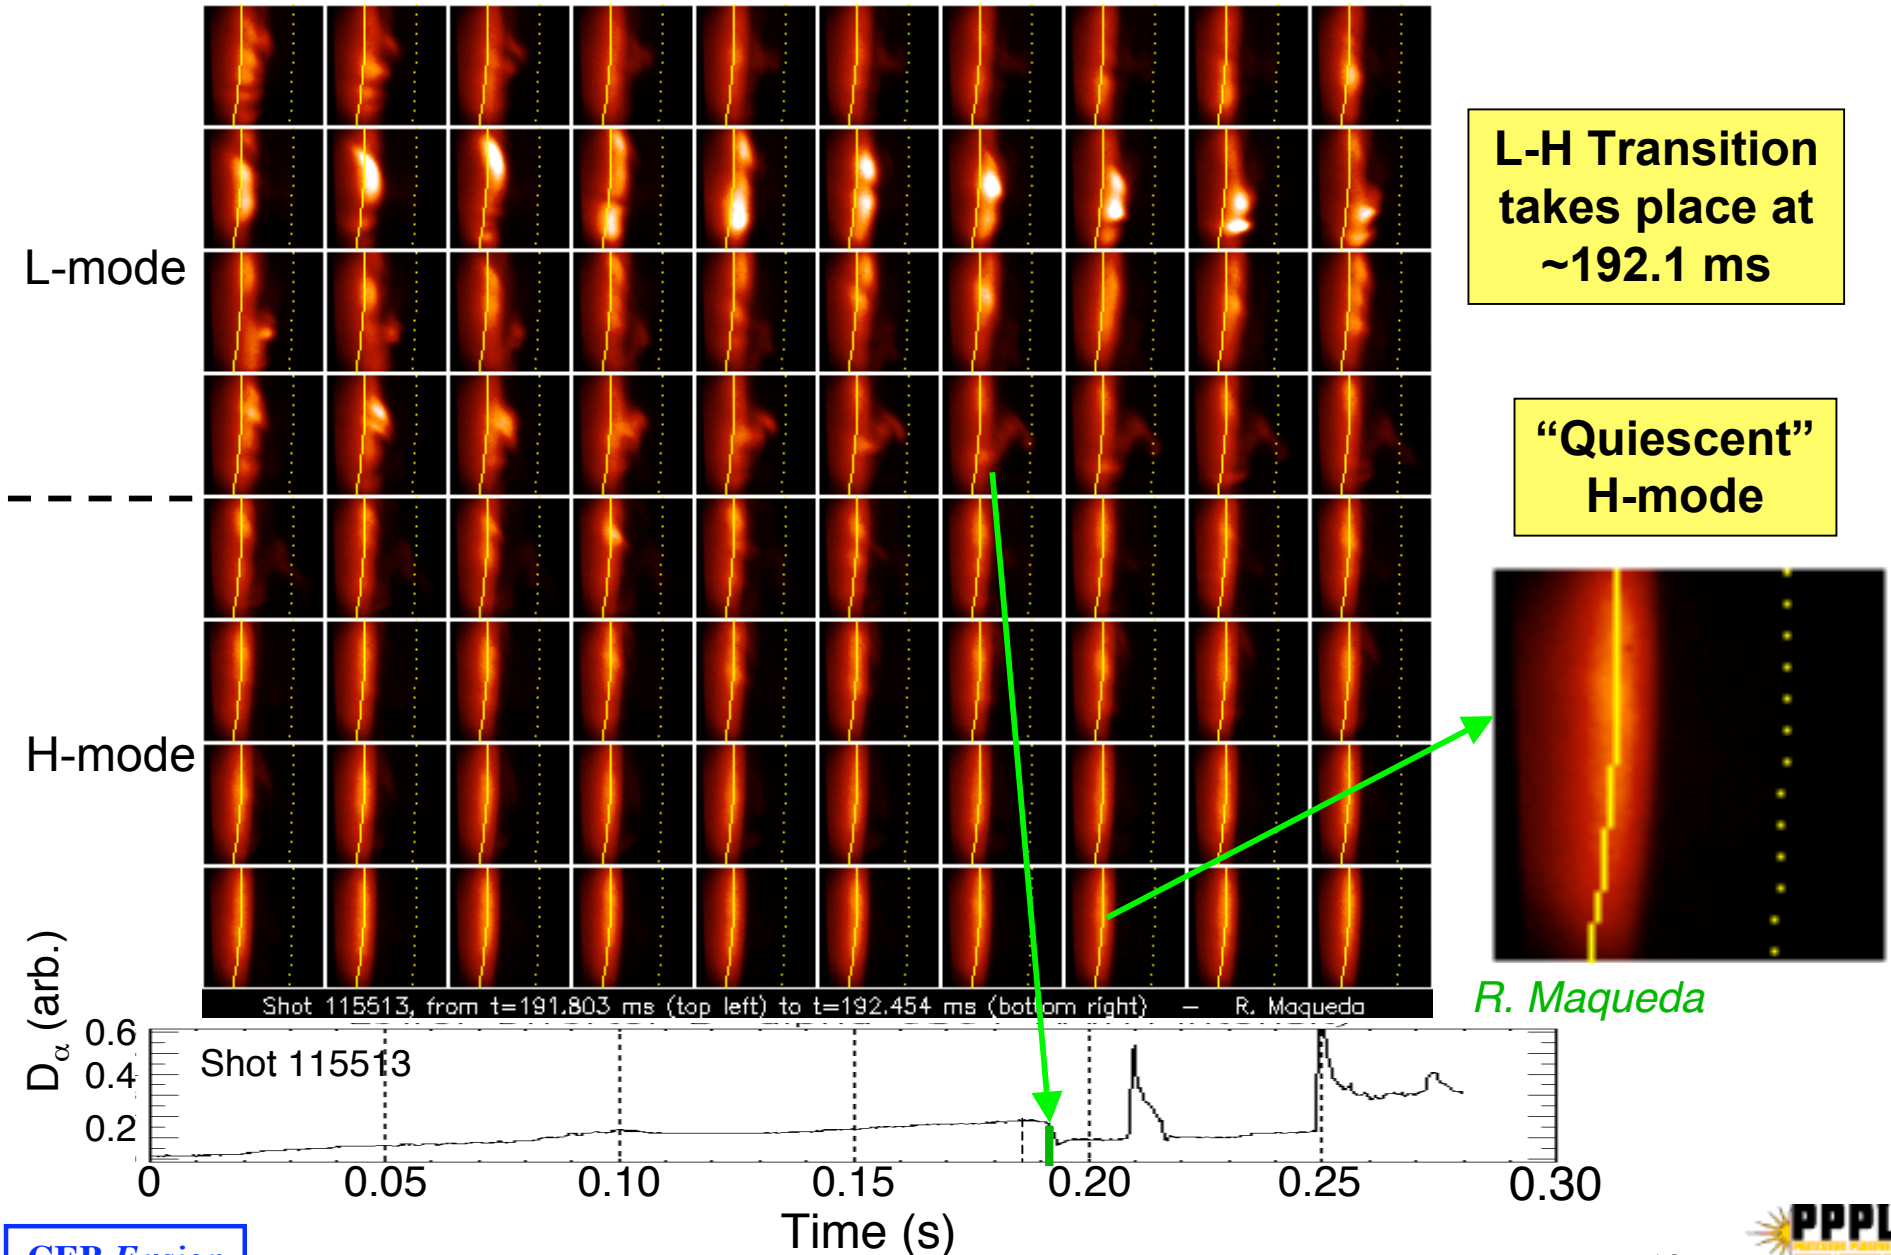 L-mode
H-mode
L-H Transition
takes place at
~192.1 ms
“Quiescent”
H-mode
R. Maqueda
Shot 115513, from t=191.803 ms (top left) to t=192.454 ms (bottom right) – R. Maqueda
Dα (arb.)
0.6
0.4
0.2
Shot 115513
0 0.05 0.10 0.15 0.20 0.25 0.30
Time (s)
PPPL